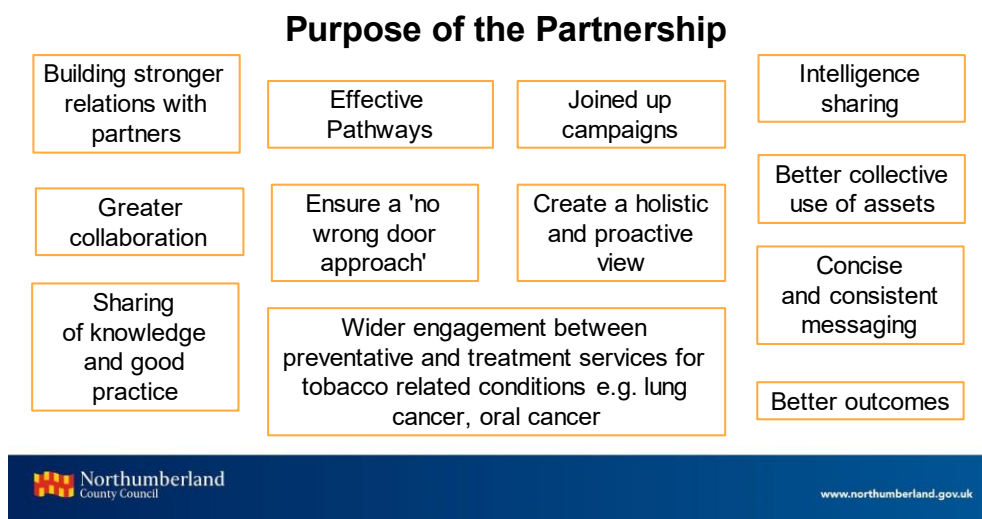 Purpose of the Partnership
Building stronger
relations with
partners
Effective
Pathways
Joined up
campaigns
Intelligence
sharing
Greater
collaboration
Ensure a 'no
wrong door
approach'
Create a holistic
and proactive
view
Better collective
use of assets
Sharing
of knowledge
and good
practice
Wider engagement between
preventative and treatment services for
tobacco related conditions e.g. lung
cancer, oral cancer
Concise
and consistent
messaging
Better outcomes
Northumberland
County Council
www.northumberland.gov.uk